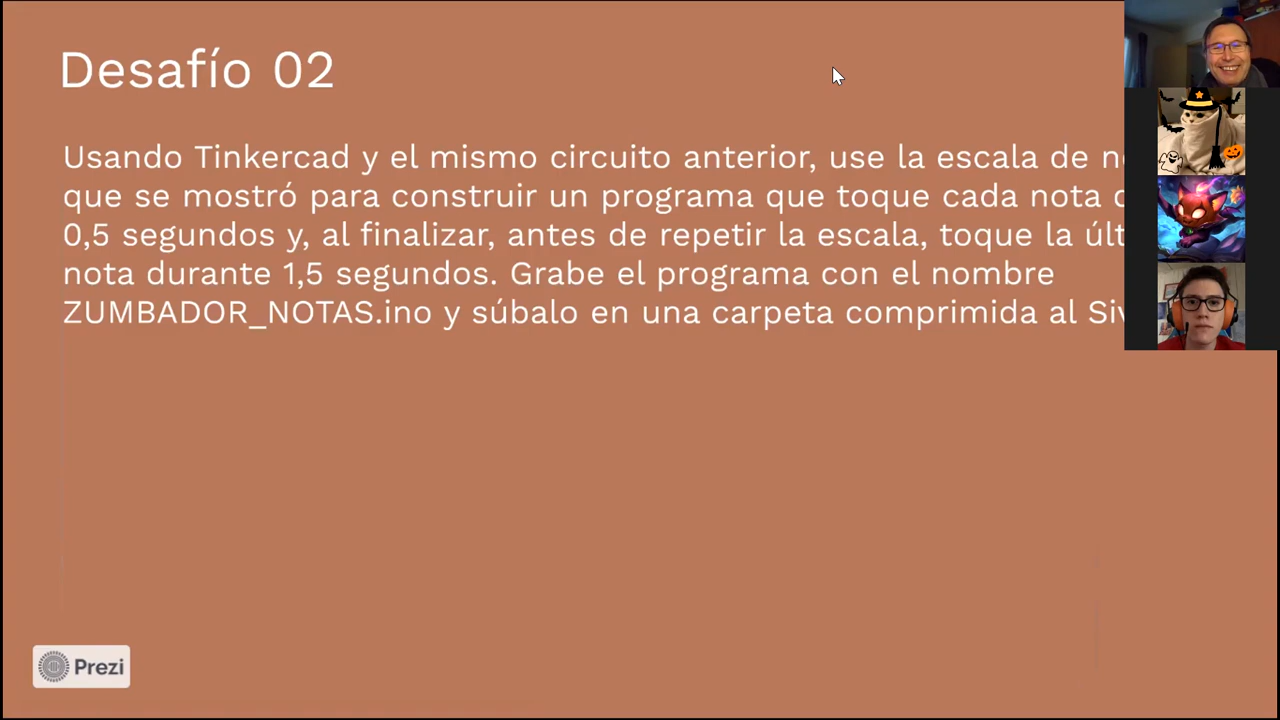 Desafío 02
Usando Tinkercad y el mismo circuito anterior, use la escala de
que se mostró para construir un programa que toque cada nota
0,5 segundos y, al finalizar, antes de repetir la escala, toque la
nota durante 1,5 segundos. Grabe el programa con el nombre
ZUMBADOR_NOTAS.ino y súbalo en una carpeta comprimida al
Prezi